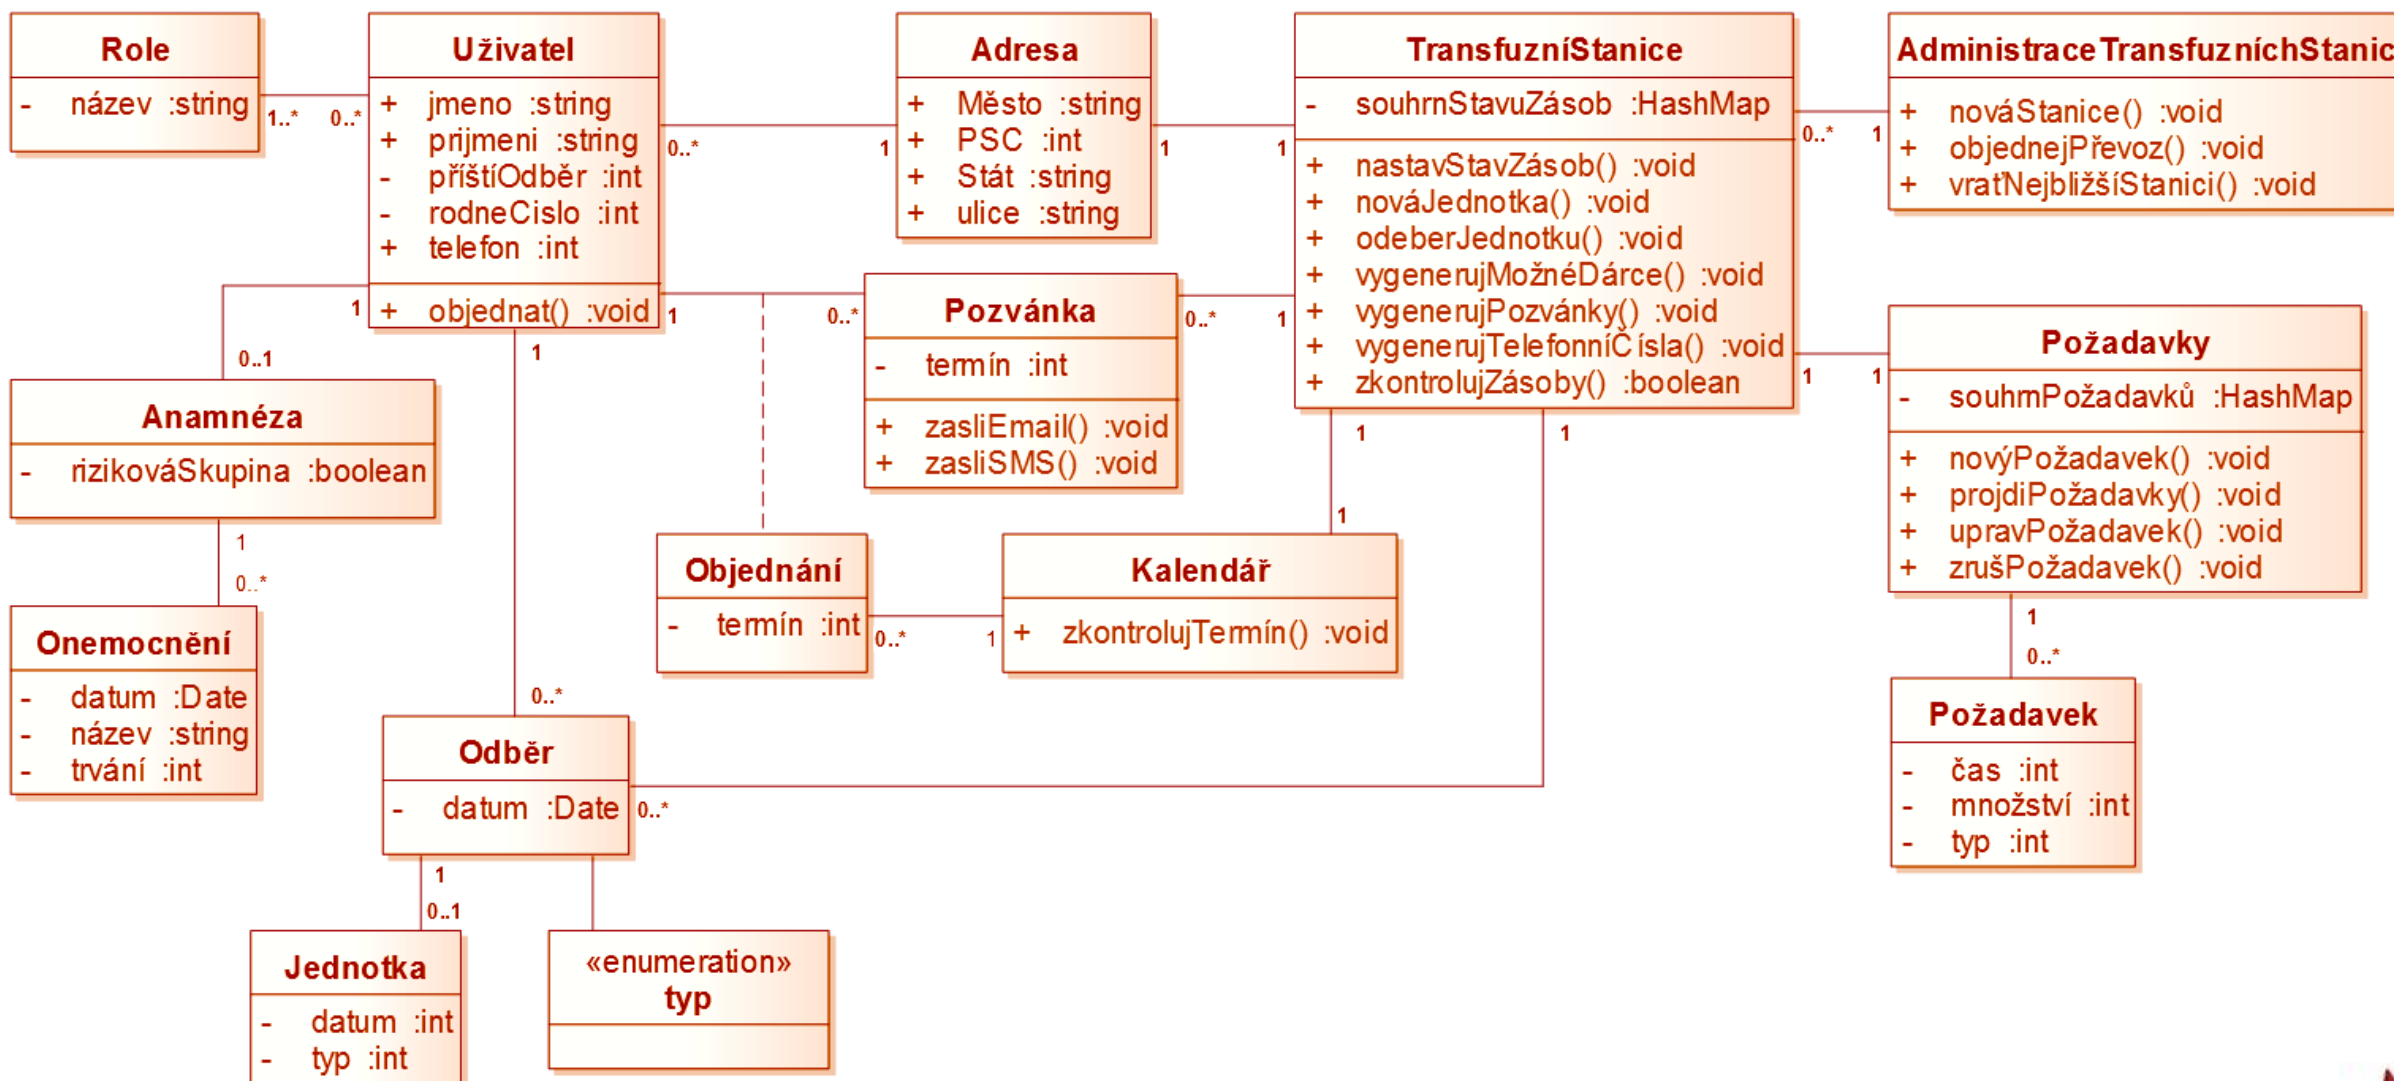 Role
- název :string
1..*
0..*
Uživatel
+ jmeno :string
+ prijmeni :string
- příštíOdběr :int
- rodneCislo :int
+ telefon :int
+ objednat() :void
0..*
1
Adresa
+ Město :string
+ PSC :int
+ Stát :string
+ ulice :string
1
1
TransfuzníStanice
- souhrnStavuZásob :HashMap
+ nastavStavZásob() :void
+ nováJednotka() :void
+ odeberJednotku() :void
+ vygenerujMožnéDárce() :void
+ vygenerujPozvánky() :void
+ vygenerujTelefonníČísla() :void
+ zkontrolujZásoby() :boolean
0..*
1
AdministraceTransfuzníchStanic
+ nováStanice() :void
+ objednejPřevoz() :void
+ vraťNejbližšíStanici() :void
1
0..1
1
0..*
Pozvánka
- termín :int
+ zasliEmail() :void
+ zasliSMS() :void
0..*
1
1
1
Požadavky
- souhrnPožadavků :HashMap
+ novýPožadavek() :void
+ projdiPožadavky() :void
+ upravPožadavek() :void
+ zrušPožadavek() :void
1
0..*
Anamnéza
- rizikováSkupina :boolean
1
0..*
1
0..*
1
1
1
Objednání
- termín :int
0..*
1
Kalendář
+ zkontrolujTermín() :void
Onemocnění
- datum :Date
- název :string
- trvání :int
Požadavek
- čas :int
- množství :int
- typ :int
Odběr
- datum :Date
0..*
1
0..1
Jednotka
- datum :int
- typ :int
«enumeration»
typ